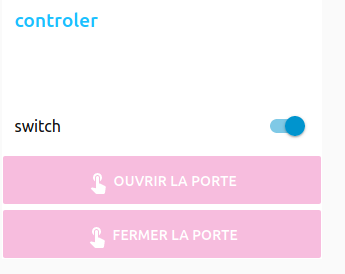 controler
switch
OUVRIR LA PORTE
FERMER LA PORTE